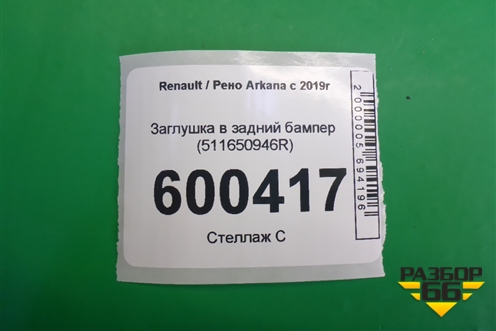 Renault / Рено Arkana с 2019г
Заглушка в задний бампер
(511650946R)
600417
Стеллаж С
2000005694196
РАЗБОР
66